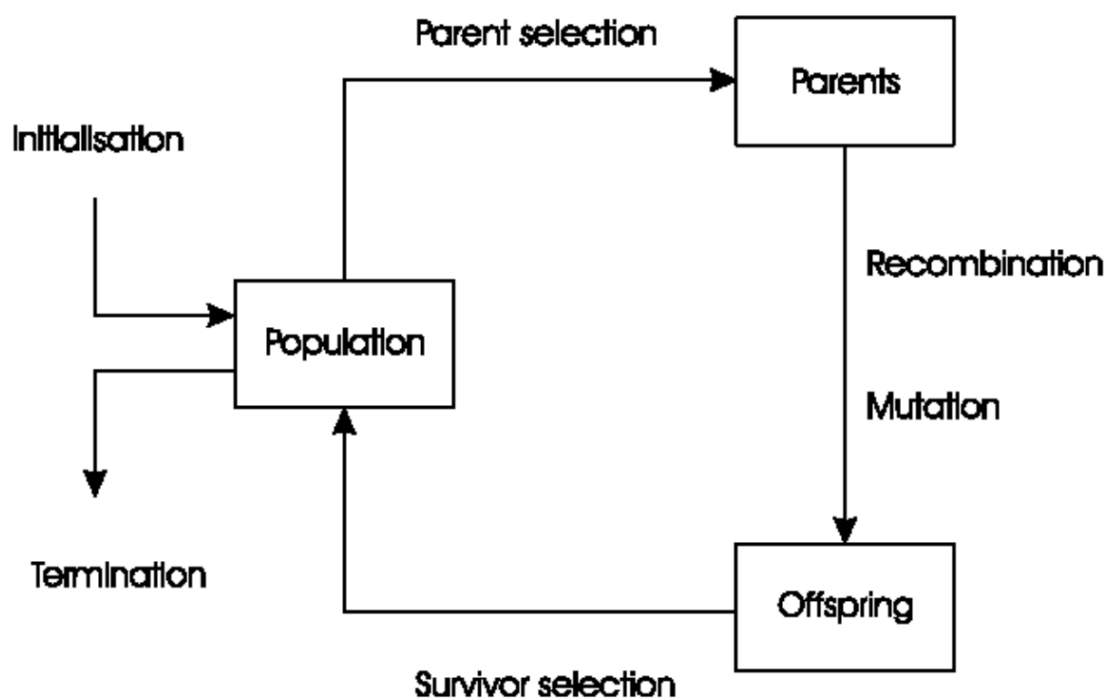 Parent selection
Parents
Initialisation
Recombination
Population
Mutation
Termination
Offspring
Survivor selection